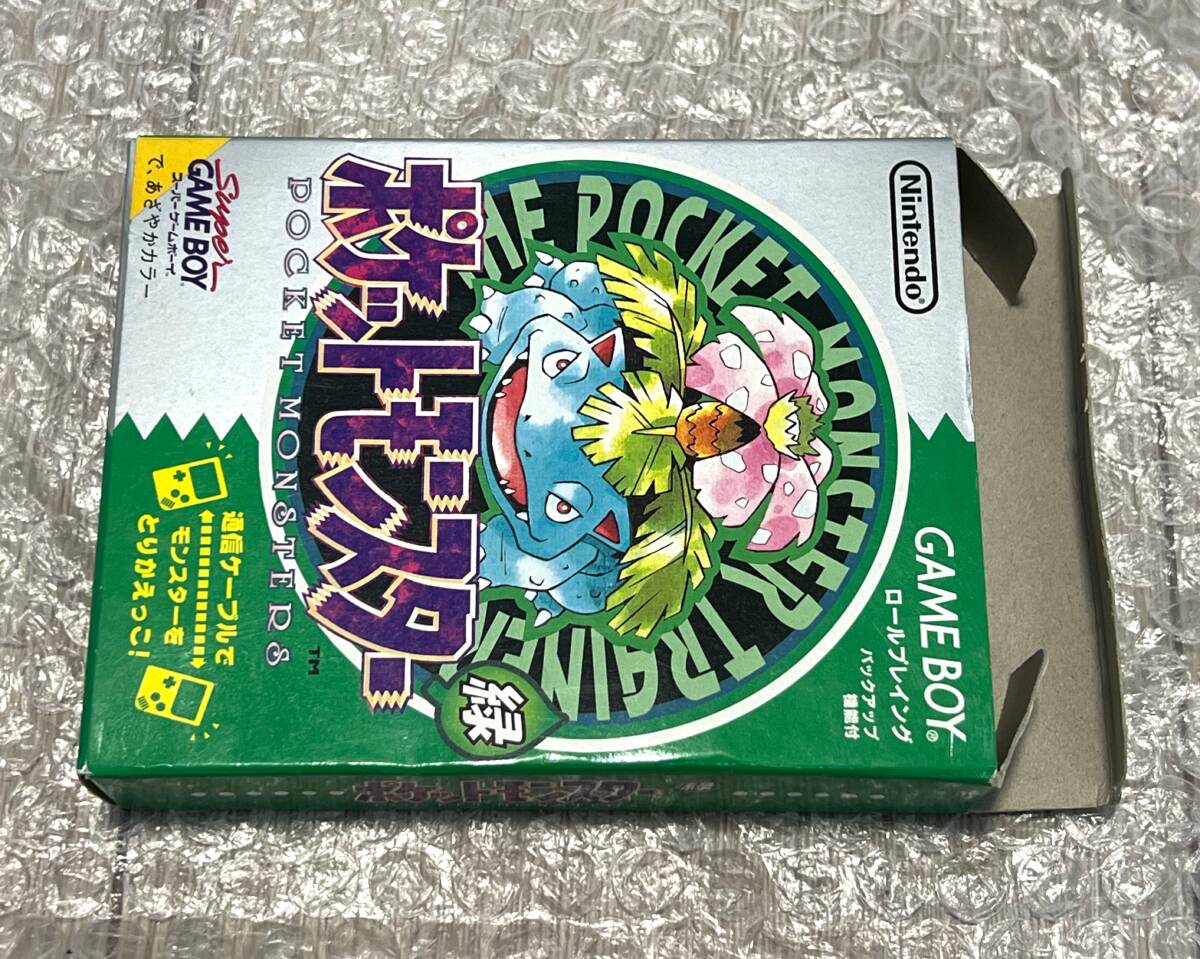 Nintendo®
GAME BOY®
ロールプレイング
バックアップ
機能付
THE POCKET MONSTER TRAINER
ポケットモンスター
緑
POCKET MONSTERS
TM
Super
GAME BOY
スーパーゲームボーイ
で、あざやかカラー
通信ケーブルで
モンスターを
とりかえっこ!
ポケットモンスター 緑